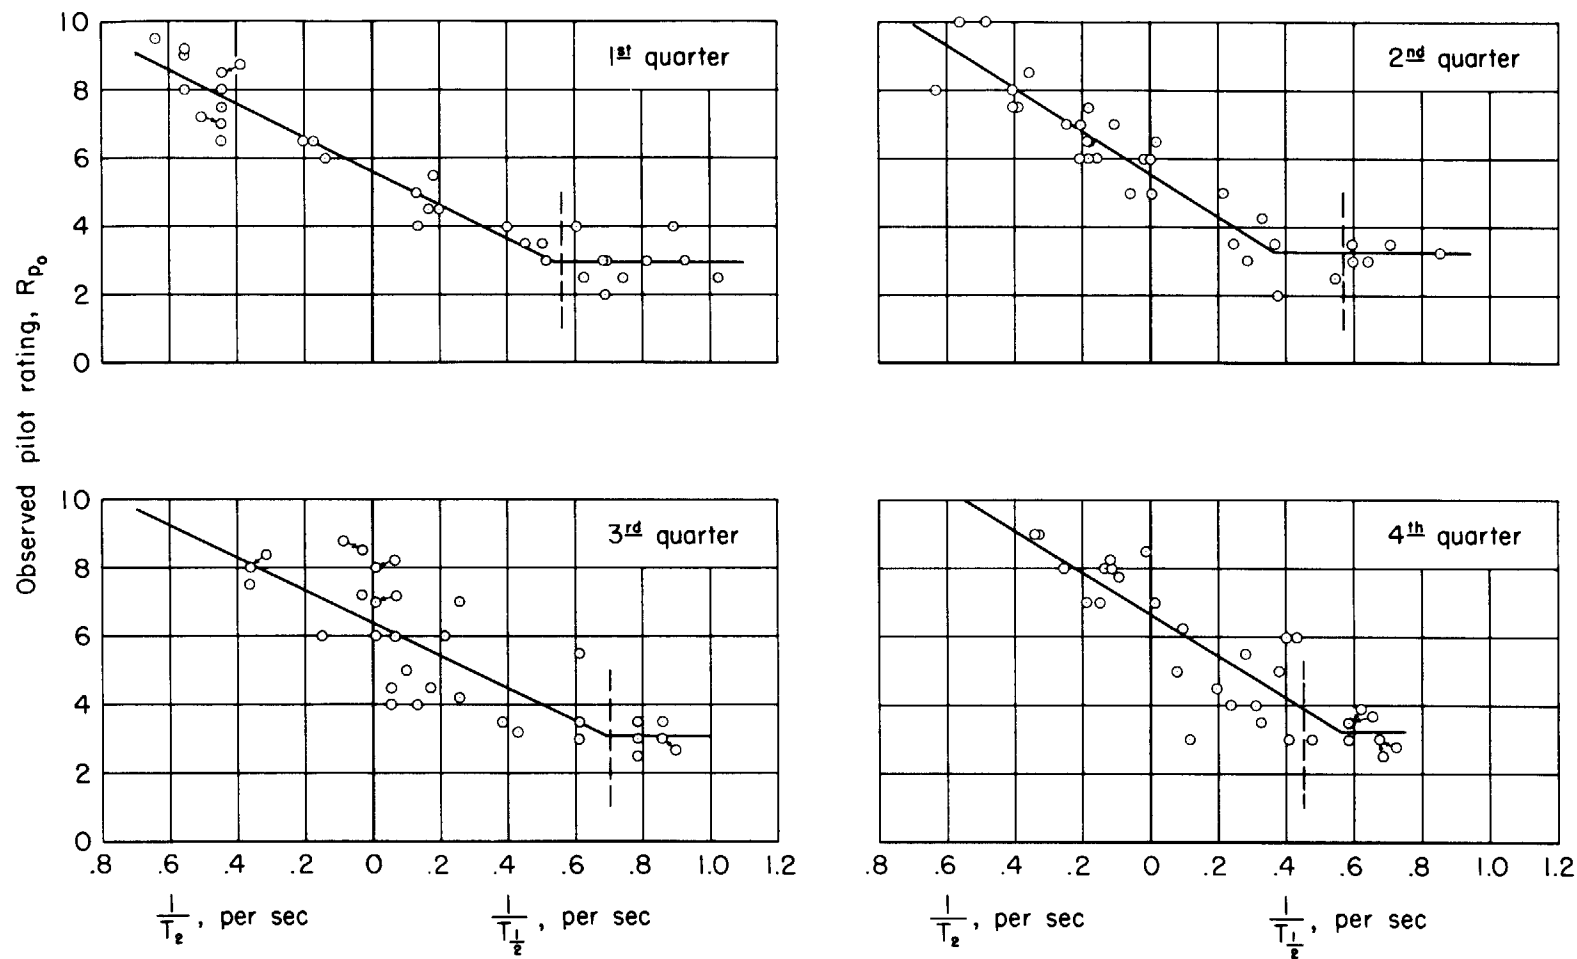 Observed pilot rating, Rp₀
10
8
6
4
2
0
1st quarter
2nd quarter
10
8
6
4
2
0
3rd quarter
4th quarter
.8 .6 .4 .2 0 .2 .4 .6 .8 1.0 1.2
.8 .6 .4 .2 0 .2 .4 .6 .8 1.0 1.2
1/T₂, per sec
1/T½, per sec
1/T₂, per sec
1/T½, per sec